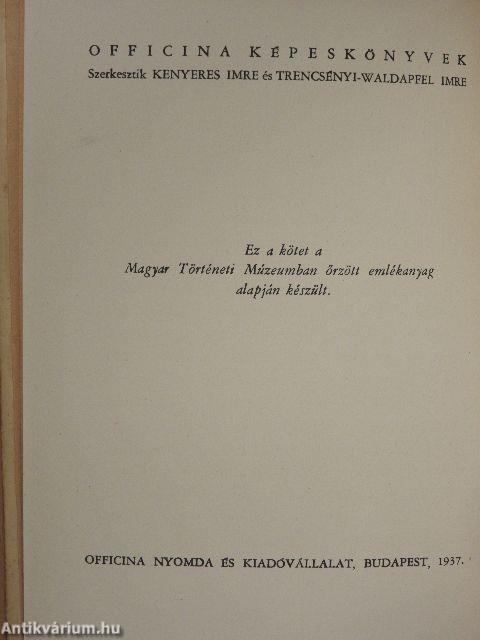 OFFICINA KÉPESKÖNYVEK
Szerkesztik KENYERES IMRE és TRENCSÉNYI-WALDAPFEL IMRE
Ez a kötet a
Magyar Történeti Múzeumban őrzött emlékanyag
alapján készült.
OFFICINA NYOMDA ÉS KIADÓVÁLLALAT, BUDAPEST, 1937.
Antikvárium.hu